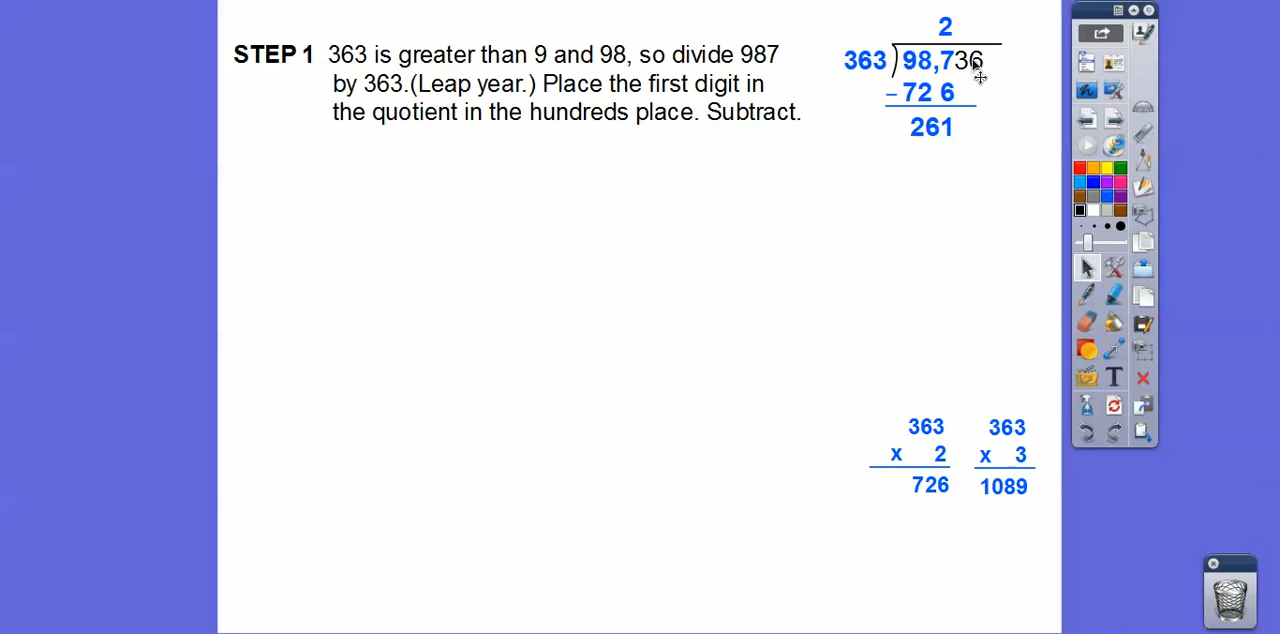 STEP 1 363 is greater than 9 and 98, so divide 987
by 363.(Leap year.) Place the first digit in
the quotient in the hundreds place. Subtract.
2
363)98,736
- 72 6
261
363
x 2
726
363
x 3
1089
T